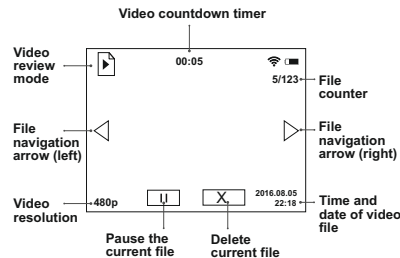 Video countdown timer
Video
review
mode
00:05
5/123
File
counter
File
navigation
arrow (left)
File
navigation
arrow (right)
Video
resolution
480p
II
X
2016.08.05
22:18
Time and
date of video
file
Pause the
current file
Delete
current file